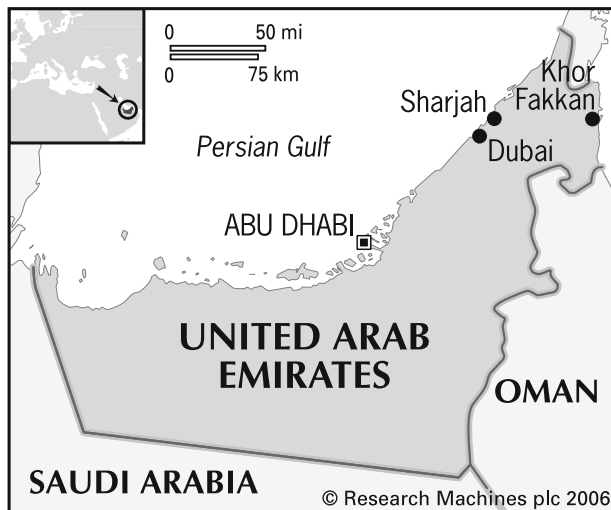 0 50 mi
0 75 km
Khor
Fakkan
Sharjah
Dubai
Persian Gulf
ABU DHABI
UNITED ARAB
EMIRATES
OMAN
SAUDI ARABIA
© Research Machines plc 2006